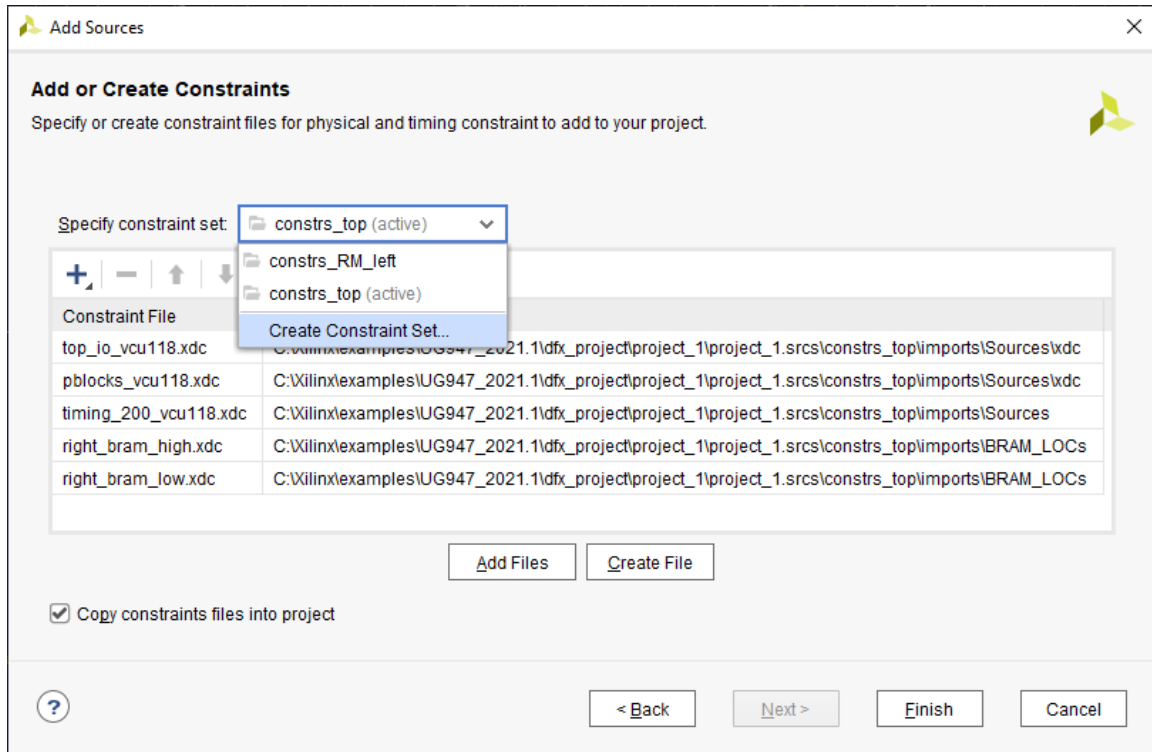 Add Sources
Add or Create Constraints
Specify or create constraint files for physical and timing constraint to add to your project.
Specify constraint set: constrs_top (active)
constrs_RM_left
constrs_top (active)
Create Constraint Set...
Constraint File
top_io_vcu118.xdc C:\Xilinx\examples\UG947_2021.1\dfx_project\project_1\project_1.srcs\constrs_top\imports\Sources\xdc
pblocks_vcu118.xdc C:\Xilinx\examples\UG947_2021.1\dfx_project\project_1\project_1.srcs\constrs_top\imports\Sources\xdc
timing_200_vcu118.xdc C:\Xilinx\examples\UG947_2021.1\dfx_project\project_1\project_1.srcs\constrs_top\imports\Sources
right_bram_high.xdc C:\Xilinx\examples\UG947_2021.1\dfx_project\project_1\project_1.srcs\constrs_top\imports\BRAM_LOCs
right_bram_low.xdc C:\Xilinx\examples\UG947_2021.1\dfx_project\project_1\project_1.srcs\constrs_top\imports\BRAM_LOCs
Add Files Create File
Copy constraints files into project
? < Back Next > Finish Cancel